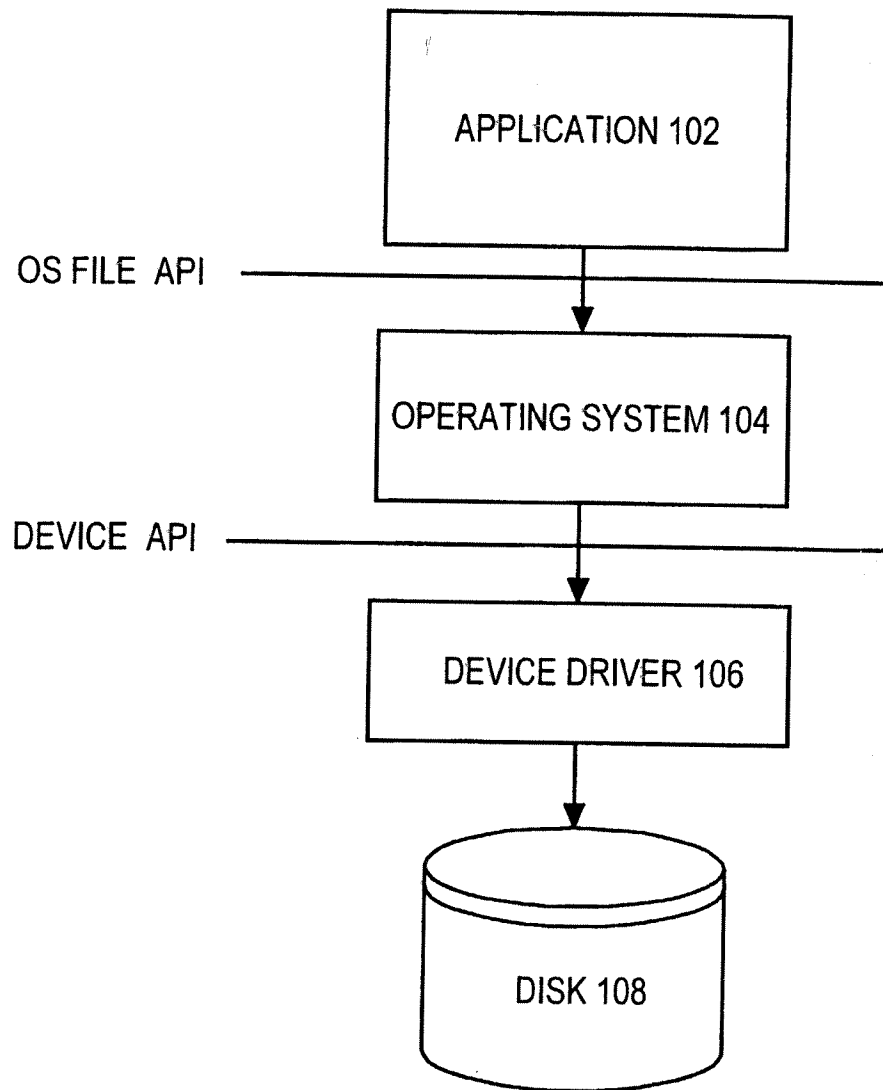 APPLICATION 102
OS FILE API
OPERATING SYSTEM 104
DEVICE API
DEVICE DRIVER 106
DISK 108